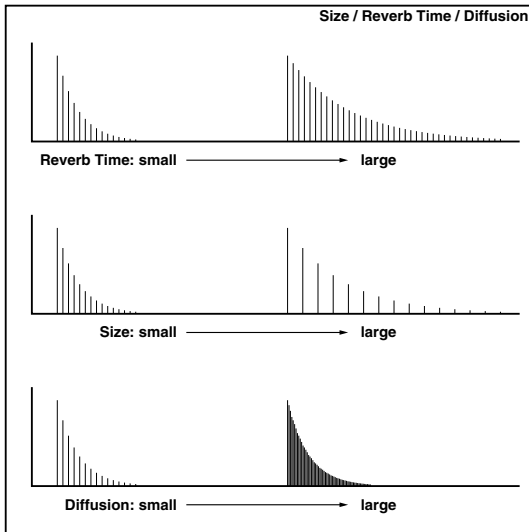 Size / Reverb Time / Diffusion
Reverb Time: small large
Size: small large
Diffusion: small large